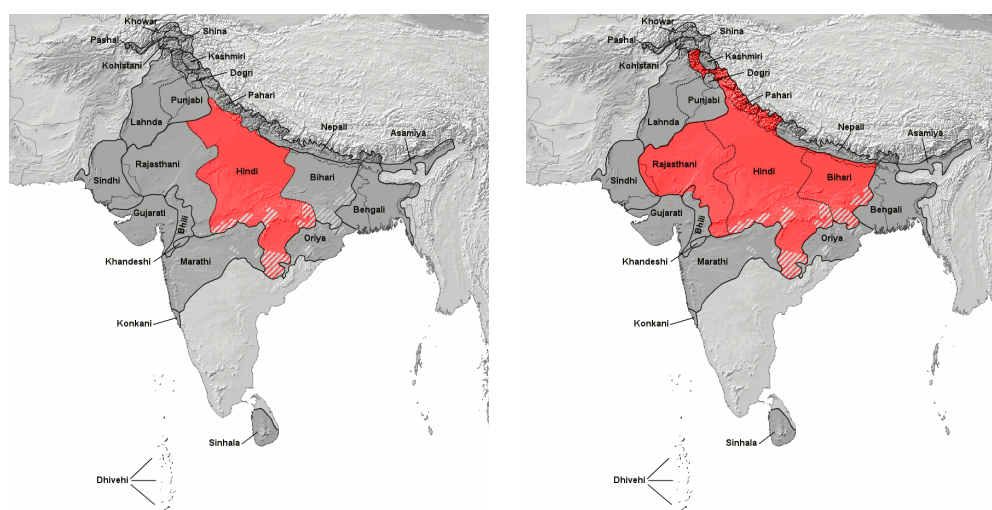 Khowar
Shina
Pashai
Kashmiri
Kohistani
Dogri
Punjabi
Pahari
Lahnda
Nepali
Asamiya
Rajasthani
Hindi
Bihari
Sindhi
Bengali
Gujarati
Bhili
Oriya
Khandeshi
Marathi
Konkani
Sinhala
Dhivehi
Khowar
Shina
Pashai
Kashmiri
Kohistani
Dogri
Punjabi
Pahari
Lahnda
Nepali
Asamiya
Rajasthani
Hindi
Bihari
Sindhi
Bengali
Gujarati
Bhili
Oriya
Khandeshi
Marathi
Konkani
Sinhala
Dhivehi